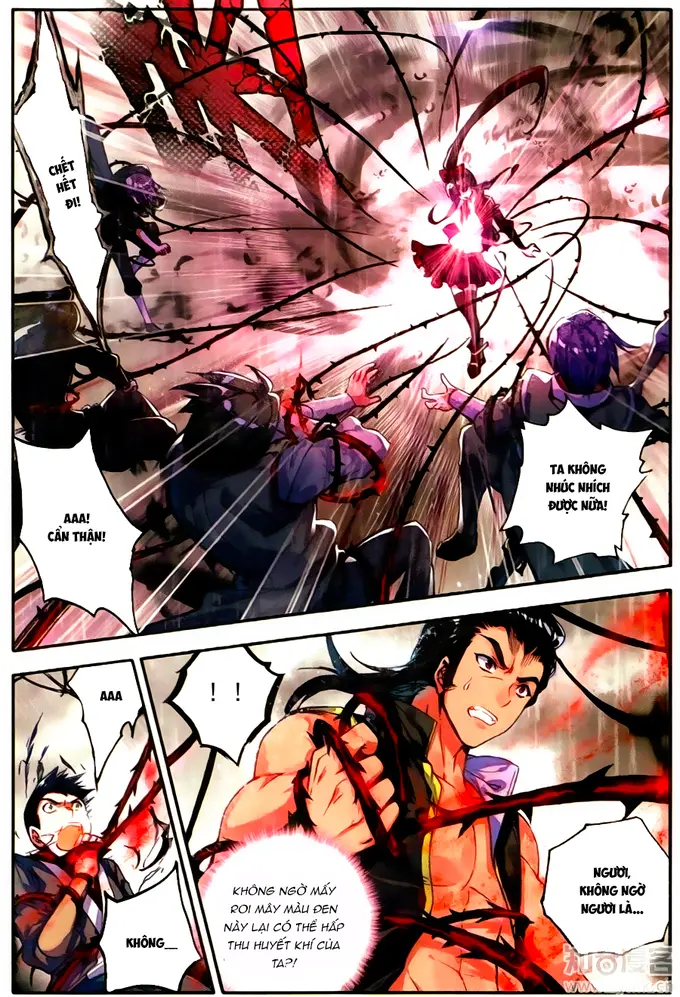 CHẾT
HẾT
ĐI!
TA KHÔNG
NHÚC NHÍCH
ĐƯỢC NỮA!
AAA!
CẨN THẬN!
AAA
!!
KHÔNG__
KHÔNG NGỜ MẤY
ROI MÂY MÀU ĐEN
NÀY LẠI CÓ THỂ HẤP
THU HUYẾT KHÍ CỦA
TA?!
NGƯƠI,
KHÔNG NGỜ
NGƯƠI LÀ...